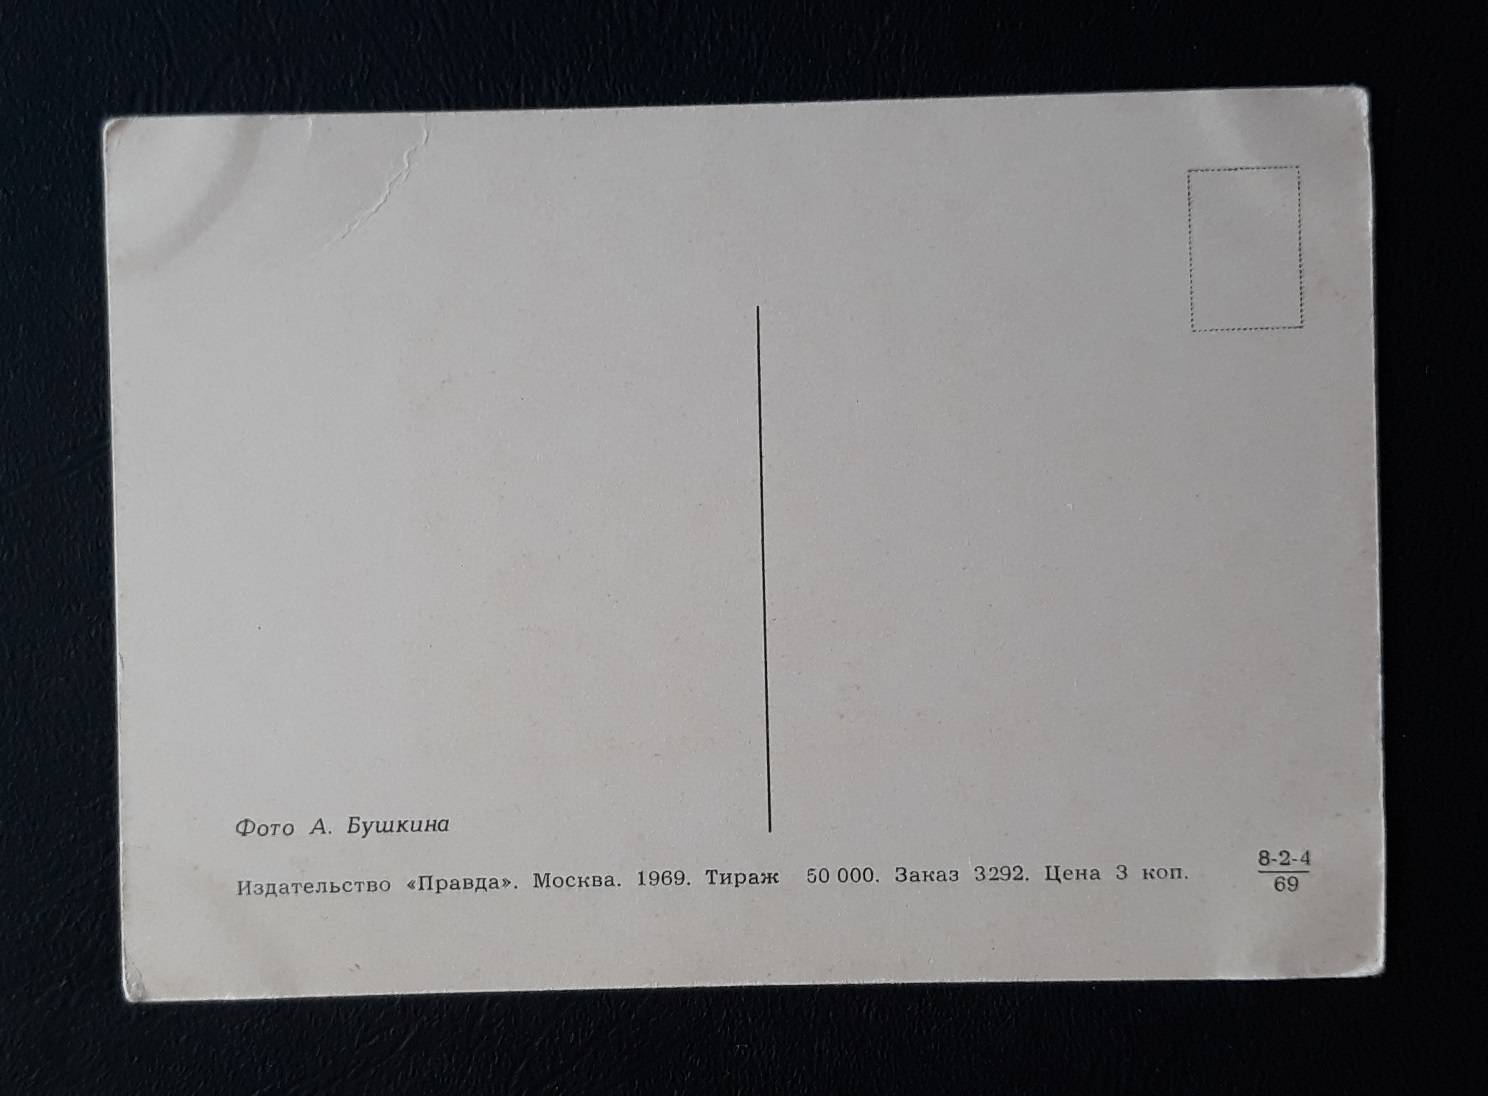 Фото А. Бушкина
Издательство «Правда». Москва. 1969. Тираж 50 000. Заказ 3292. Цена 3 коп.
8-2-4
69